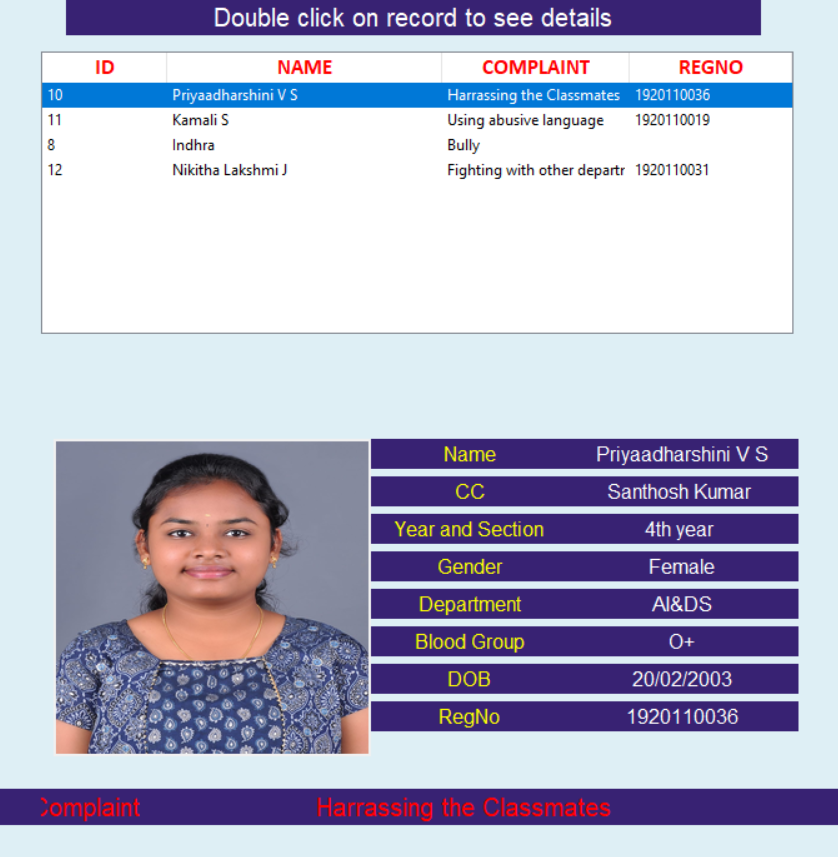 Double click on record to see details
ID NAME COMPLAINT REGNO
10 Priyaadharshini V S Harrassing the Classmates 1920110036
11 Kamali S Using abusive language 1920110019
8 Indhra Bully
12 Nikitha Lakshmi J Fighting with other departr 1920110031
Name Priyaadharshini V S
CC Santhosh Kumar
Year and Section 4th year
Gender Female
Department AI&DS
Blood Group O+
DOB 20/02/2003
RegNo 1920110036
Complaint Harrassing the Classmates